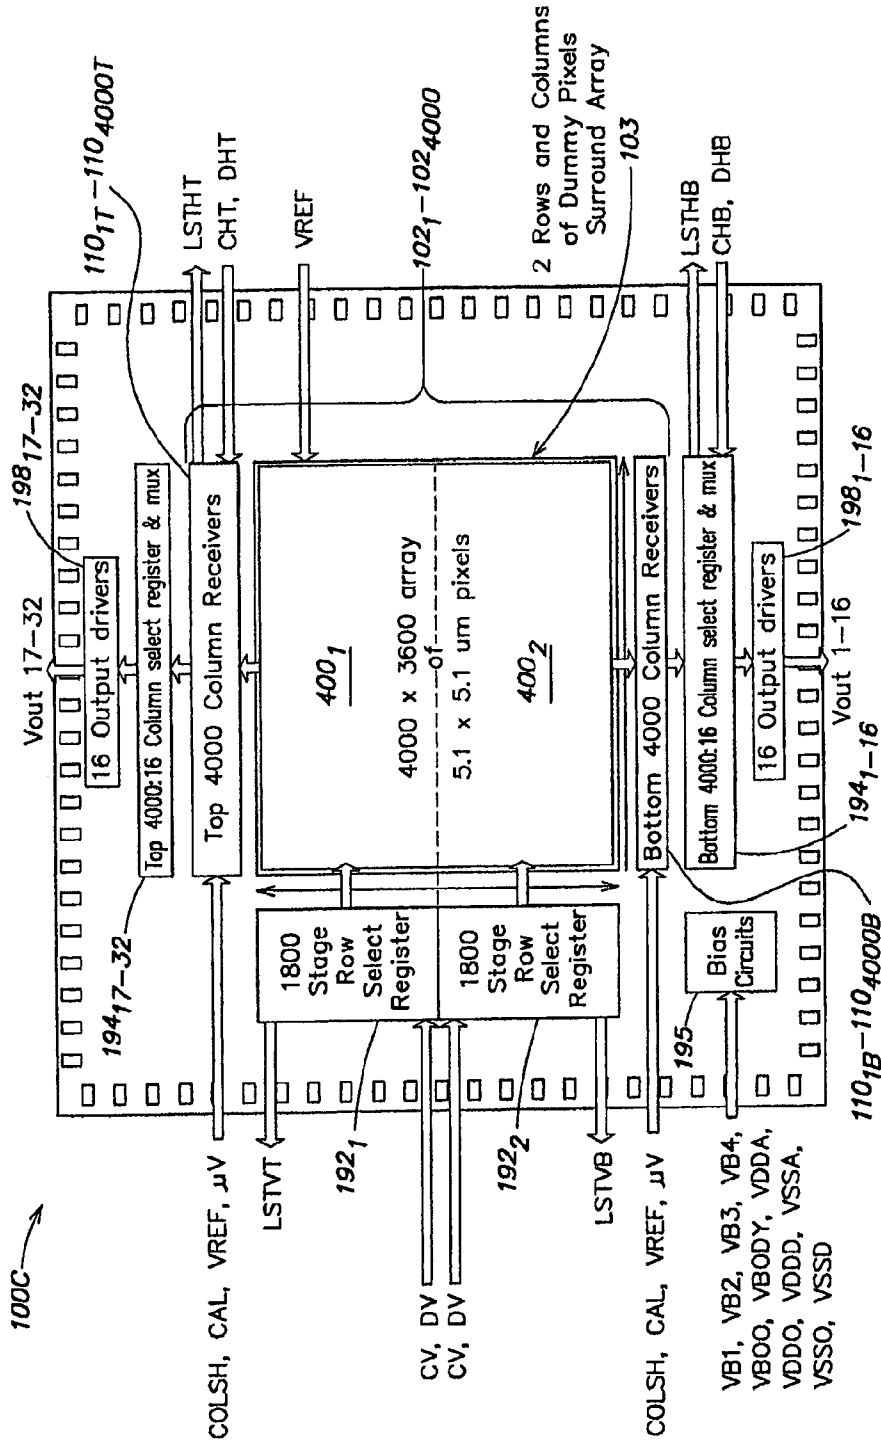 100C
Vout 17-32
198₁₇₋₃₂
16 Output drivers
194₁₇₋₃₂
Top 4000:16 Column select register & mux
110₁T-110₄₀₀₀T
COLSH, CAL, VREF, µV
Top 4000 Column Receivers
LSTHT
CHT, DHT
LSTVT
VREF
1800
Stage
Row
Select
Register
192₁
400₁
4000 x 3600 array
of
5.1 x 5.1 um pixels
400₂
102₁-102₄₀₀₀
CV, DV
CV, DV
1800
Stage
Row
Select
Register
192₂
LSTVB
2 Rows and Columns
of Dummy Pixels
Surround Array
103
COLSH, CAL, VREF, µV
Bottom 4000 Column Receivers
LSTHB
CHB, DHB
Bottom 4000:16 Column select register & mux
195
Bias
Circuits
VB1, VB2, VB3, VB4,
VBOO, VBODY, VDDA,
VDDO, VDDD, VSSA,
VSSO, VSSD
16 Output drivers
198₁₋₁₆
194₁₋₁₆
110₁B-110₄₀₀₀B
Vout 1-16